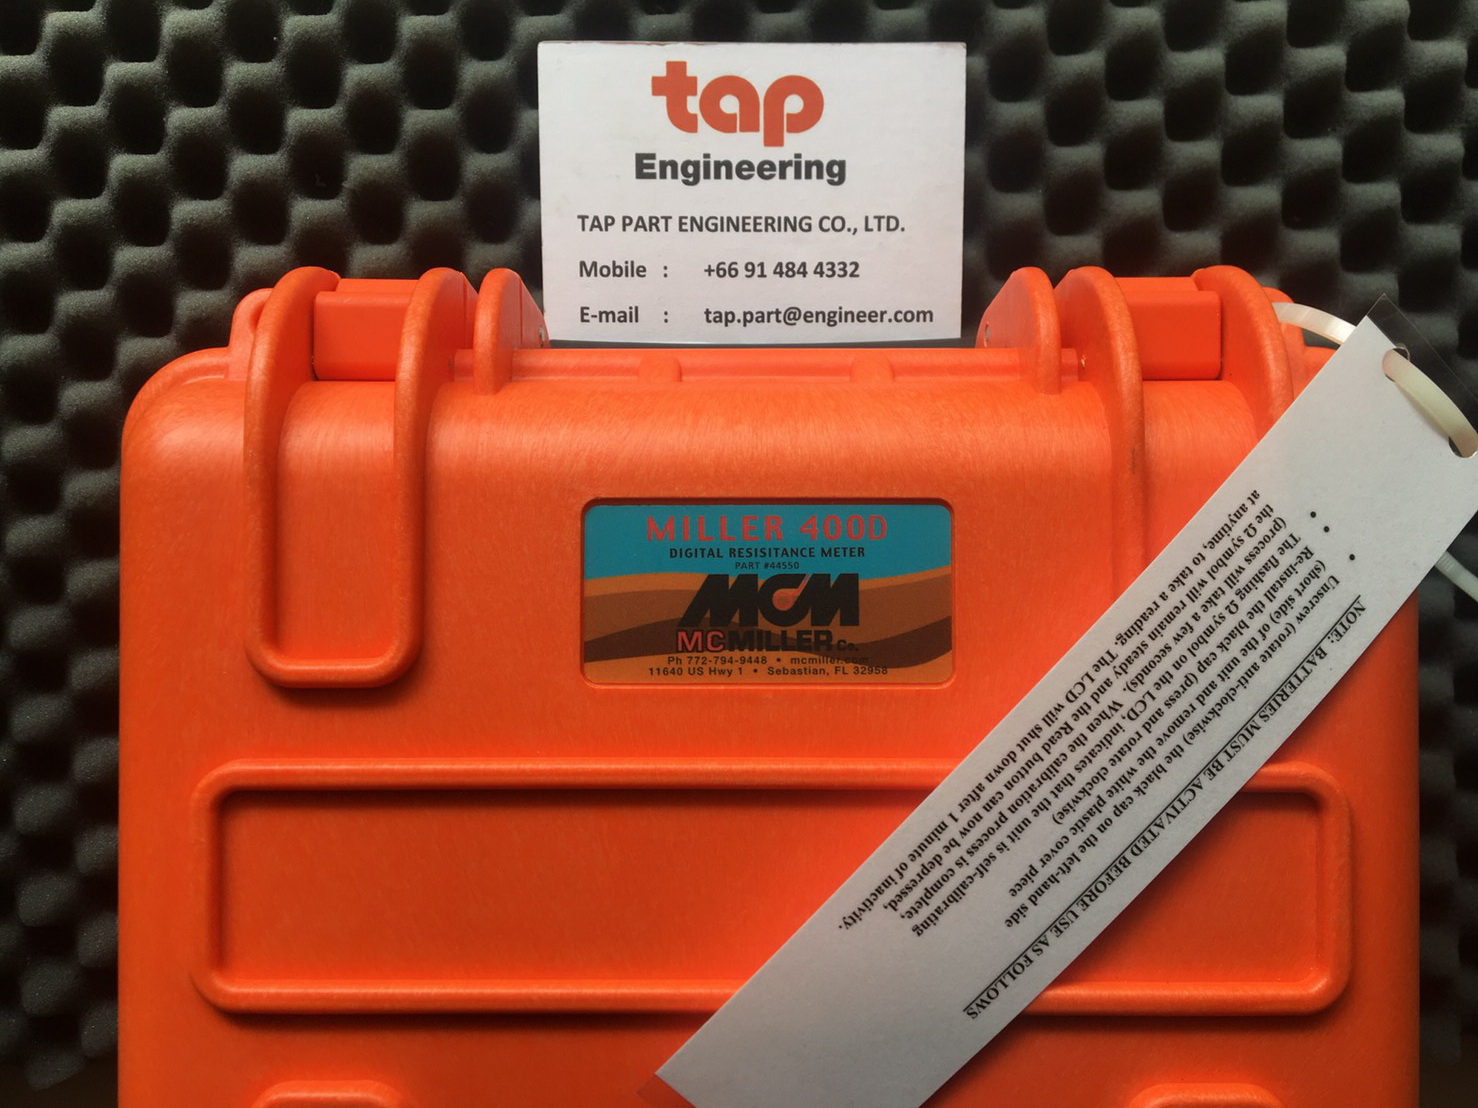 tap
Engineering
TAP PART ENGINEERING CO., LTD.
Mobile : +66 91 484 4332
E-mail : tap.part@engineer.com
MILLER 400D
DIGITAL RESISITANCE METER
PART #44550
MCM
MCMILLER Co.
Ph 772-794-9448 • mcmiller.com
11640 US Hwy 1 • Sebastian, FL 32958
NOTE: BATTERIES MUST BE ACTIVATED BEFORE USE AS FOLLOWS
• Unscrew (rotate anti-clockwise) the black cap on the left-hand side
(short side) of the unit and remove the white plastic cover piece
• Re-install the black cap (press and rotate clockwise)
• The flashing Ω symbol on the LCD, indicates that the unit is self-calibrating
(process will take a few seconds). When the calibration process is complete,
the Ω symbol will remain steady and the Read button can now be depressed,
at anytime, to take a reading. The LCD will shut down after 1 minute of inactivity.